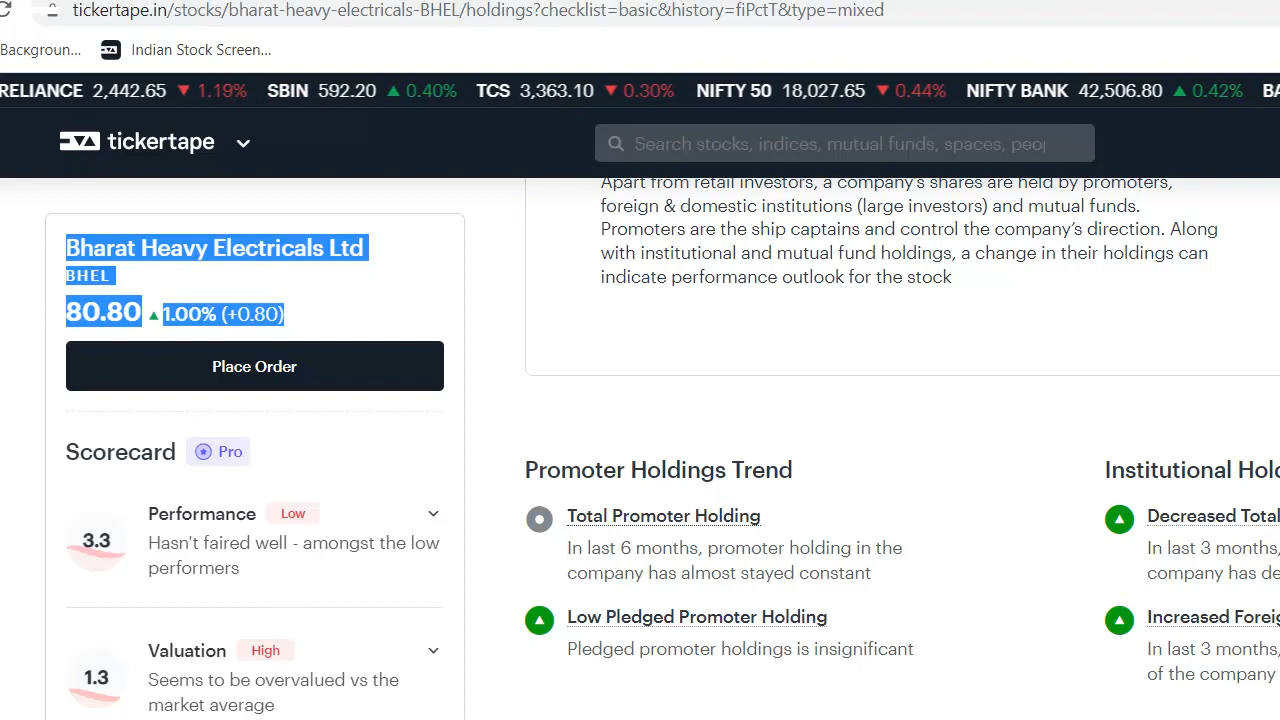 tickertape.in/stocks/bharat-heavy-electricals-BHEL/holdings?checklist=basic&history=fiPctT&type=mixed
Backgroun... Indian Stock Screen...
RELIANCE 2,442.65 ▼ 1.19% SBIN 592.20 ▲ 0.40% TCS 3,363.10 ▼ 0.30% NIFTY 50 18,027.65 ▼ 0.44% NIFTY BANK 42,506.80 ▲ 0.42% BA
tickertape
Search stocks, indices, mutual funds, spaces, peop
Apart from retail investors, a company's shares are held by promoters,
foreign & domestic institutions (large investors) and mutual funds.
Promoters are the ship captains and control the company's direction. Along
with institutional and mutual fund holdings, a change in their holdings can
indicate performance outlook for the stock
Bharat Heavy Electricals Ltd
BHEL
80.80 ▲ 1.00% (+0.80)
Place Order
Scorecard Pro
Performance Low
3.3
Hasn't faired well - amongst the low
performers
Valuation High
1.3
Seems to be overvalued vs the
market average
Promoter Holdings Trend
Total Promoter Holding
In last 6 months, promoter holding in the
company has almost stayed constant
Low Pledged Promoter Holding
Pledged promoter holdings is insignificant
Institutional Hold
Decreased Total
In last 3 months,
company has de
Increased Foreig
In last 3 months,
of the company